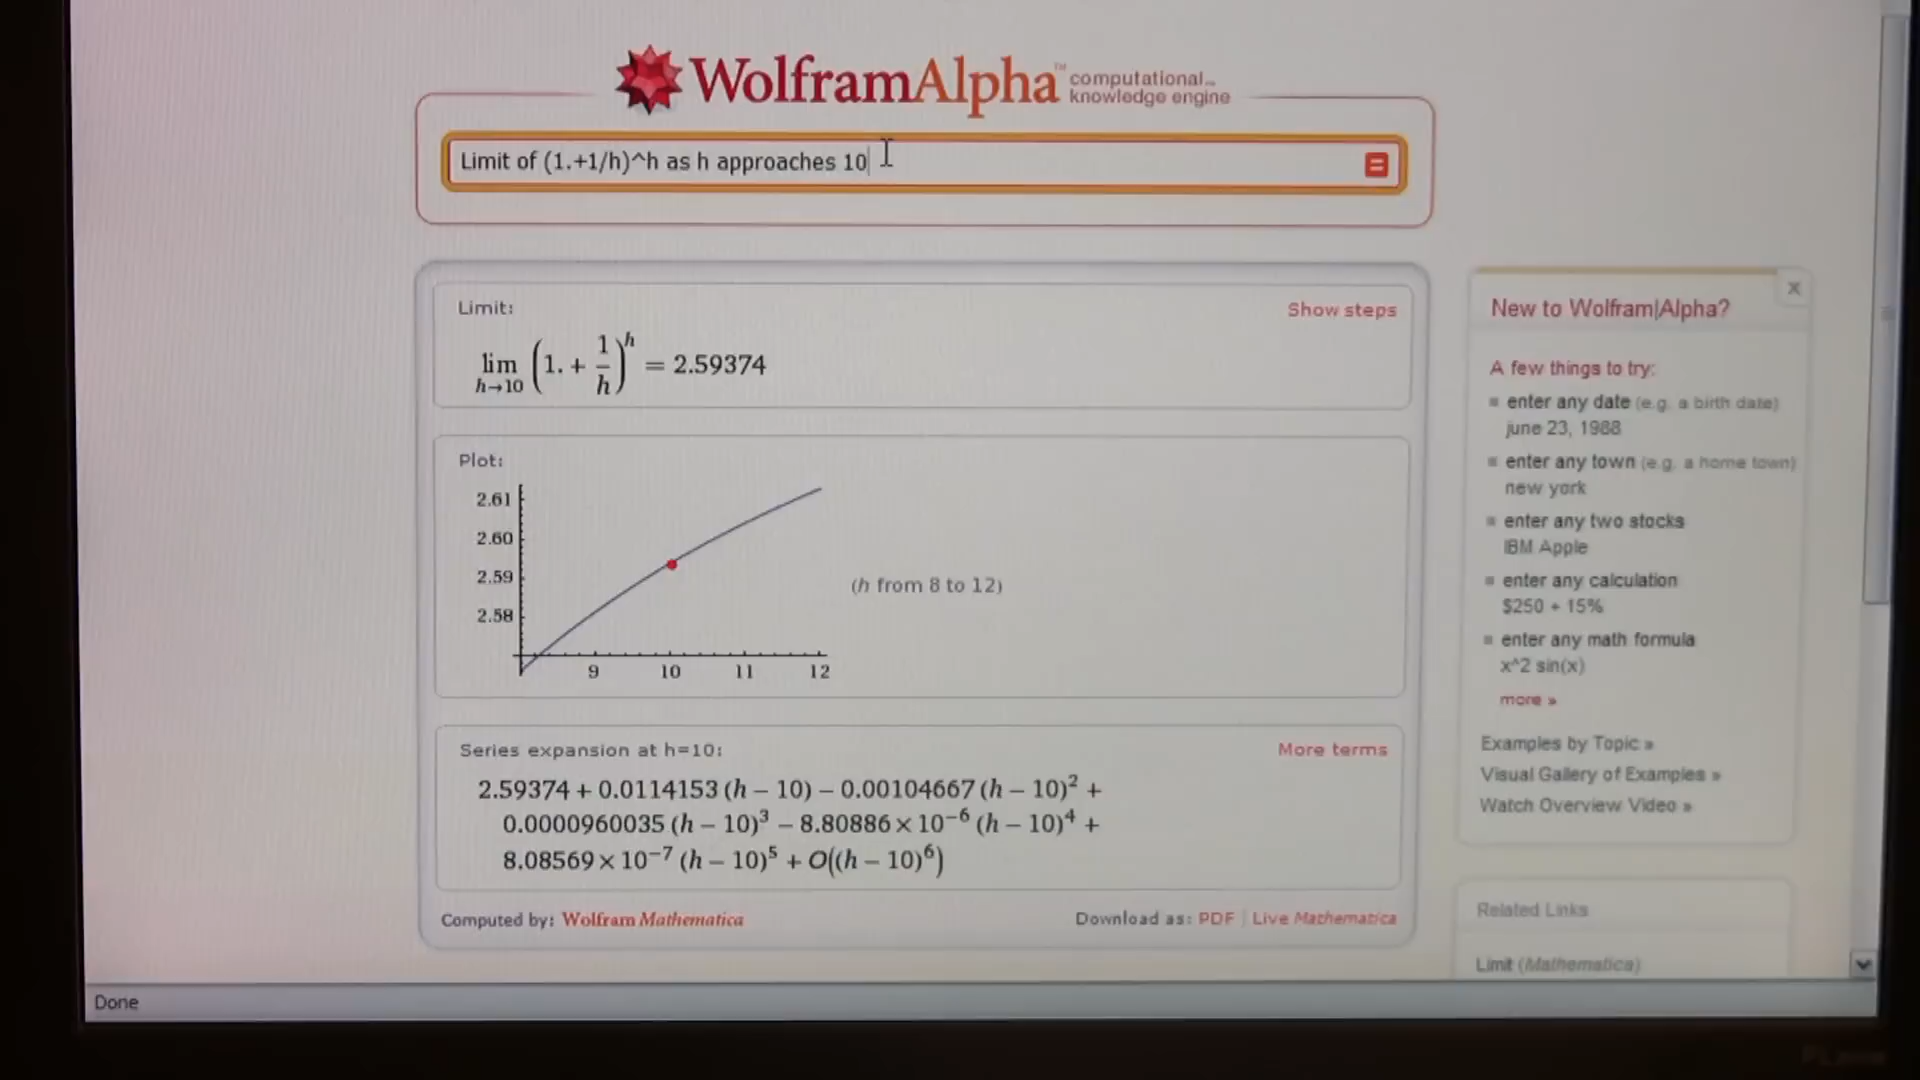 WolframAlpha™ computational™
knowledge engine
Limit of (1.+1/h)^h as h approaches 10
=
Limit:
Show steps
lim h→10 (1. + 1/h)^h = 2.59374
Plot:
2.61
2.60
2.59
2.58
9 10 11 12
(h from 8 to 12)
Series expansion at h=10:
More terms
2.59374 + 0.0114153 (h − 10) − 0.00104667 (h − 10)² +
0.0000960035 (h − 10)³ − 8.80886 × 10⁻⁶ (h − 10)⁴ +
8.08569 × 10⁻⁷ (h − 10)⁵ + O((h − 10)⁶)
Computed by: Wolfram Mathematica
Download as: PDF | Live Mathematica
New to Wolfram|Alpha?
X
A few things to try:
enter any date (e.g. a birth date)
june 23, 1988
enter any town (e.g. a home town)
new york
enter any two stocks
IBM Apple
enter any calculation
$250 + 15%
enter any math formula
x^2 sin(x)
more »
Examples by Topic »
Visual Gallery of Examples »
Watch Overview Video »
Related Links
Limit (Mathematica)
Done